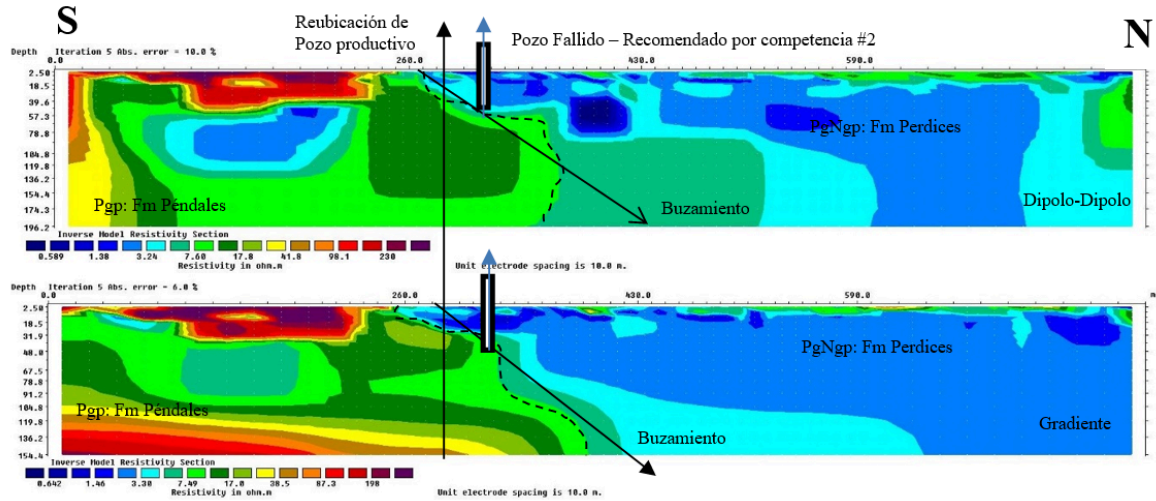 S
N
Reubicación de
Pozo productivo
Pozo Fallido – Recomendado por competencia #2
Depth Iteration 5 Abs. error = 10.0 %
0.0 260.0 430.0 590.0
2.50
18.5
39.6
57.3
78.8
104.8
119.8
136.2
154.4
174.3
196.2
PgNgp: Fm Perdices
Pgp: Fm Péndales
Buzamiento
Dipolo-Dipolo
Inverse Model Resistivity Section
0.589 1.38 3.24 7.60 17.8 41.8 98.1 230
Resistivity in ohm.m
Unit electrode spacing is 10.0 m.
Depth Iteration 5 Abs. error = 6.0 %
0.0 260.0 430.0 590.0 m
2.50
18.5
31.9
48.8
67.5
78.8
91.2
104.8
119.8
136.2
154.4
PgNgp: Fm Perdices
Pgp: Fm Péndales
Gradiente
Buzamiento
Inverse Model Resistivity Section
0.642 1.46 3.30 7.49 17.0 38.5 87.3 198
Resistivity in ohm.m
Unit electrode spacing is 10.0 m.